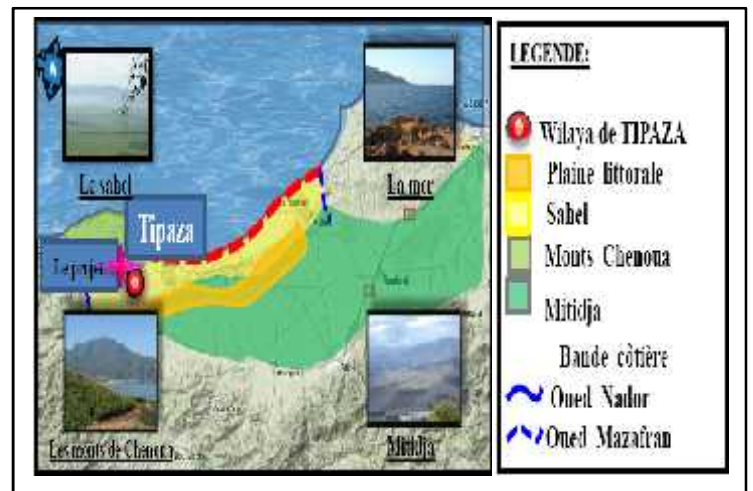 Le sahel
La mer
Tipaza
Le projet
Les monts de Chenoua
Mitidja
LEGENDE:
Wilaya de TIPAZA
Plaine littorale
Sahel
Monts Chenoua
Mitidja
Bande côtière
Oued Nador
Oued Mazafran